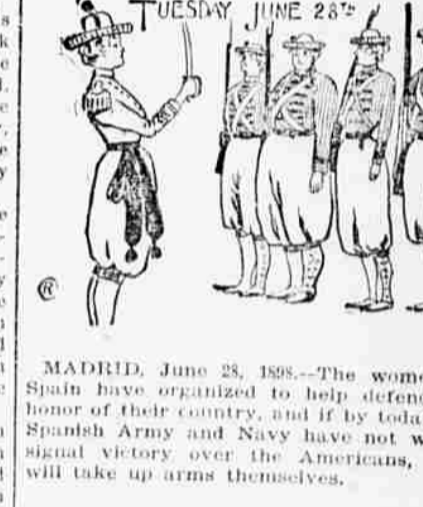 TUESDAY JUNE 28TH
®
MADRID, June 28, 1898.--The wome
Spain have organized to help defend
honor of their country, and if by toda
Spanish Army and Navy have not w
signal victory over the Americans,
will take up arms themselves.